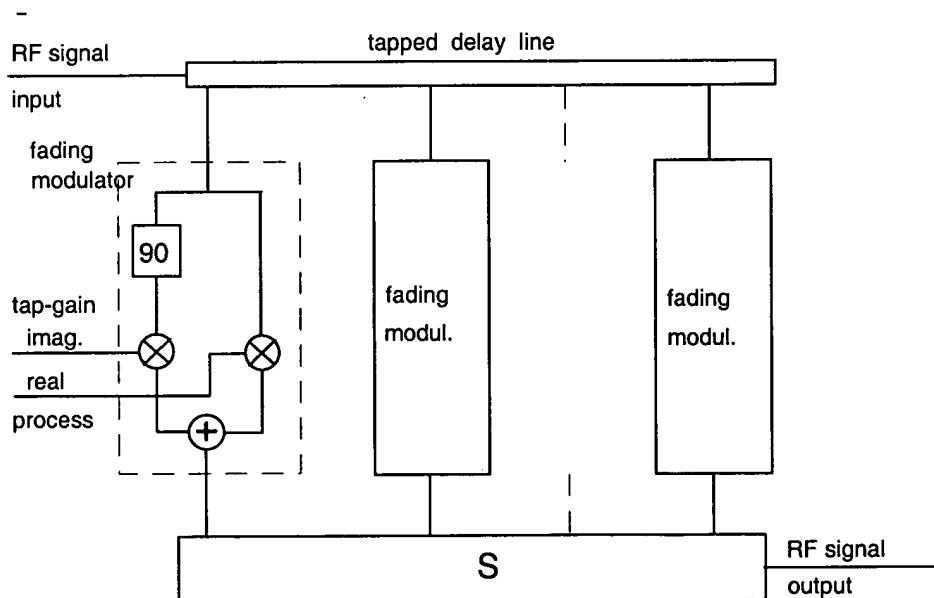 RF signal
input
tapped delay line
fading
modulator
90
tap-gain
imag.
real
process
fading
modul.
fading
modul.
S
RF signal
output